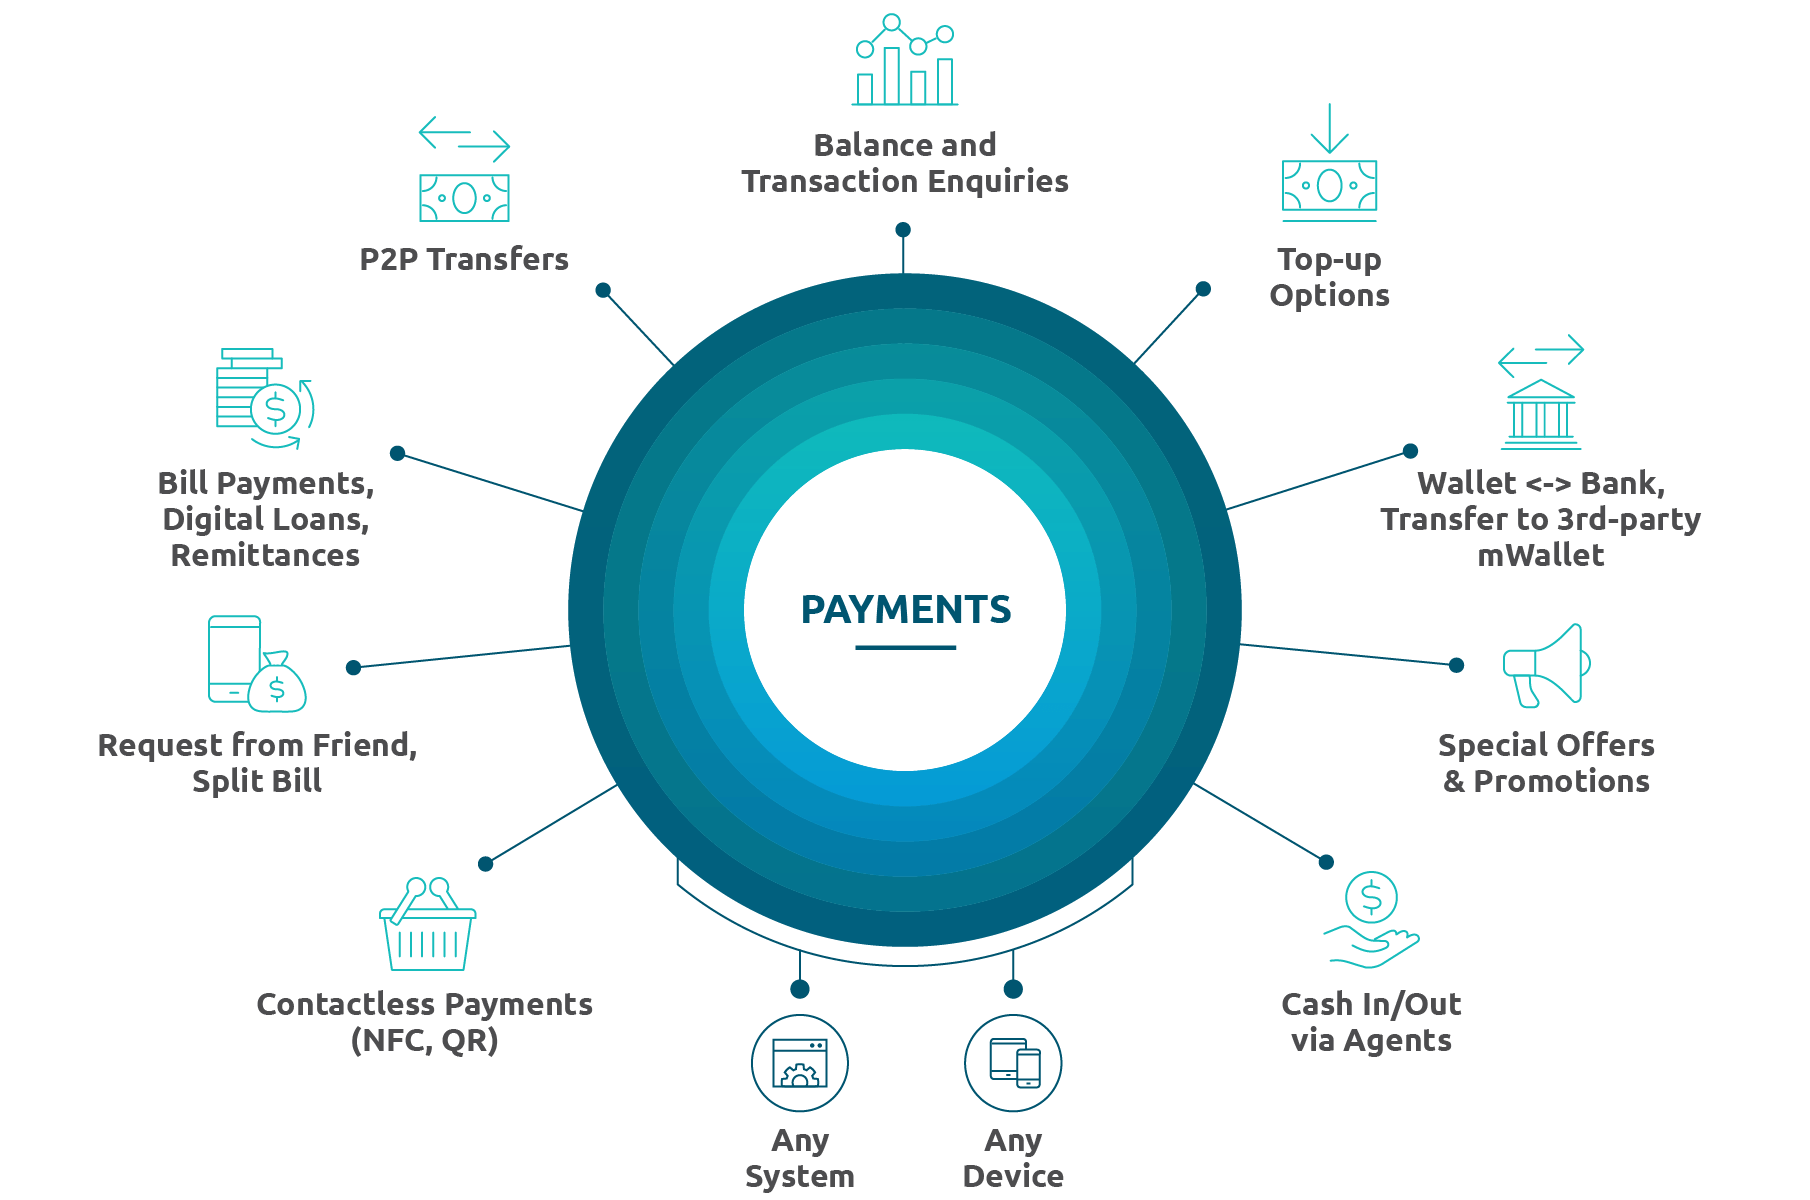 Balance and
Transaction Enquiries
P2P Transfers
Top-up
Options
Bill Payments,
Digital Loans,
Remittances
Wallet <-> Bank,
Transfer to 3rd-party
mWallet
PAYMENTS
Request from Friend,
Split Bill
Special Offers
& Promotions
Contactless Payments
(NFC, QR)
Cash In/Out
via Agents
Any
System
Any
Device